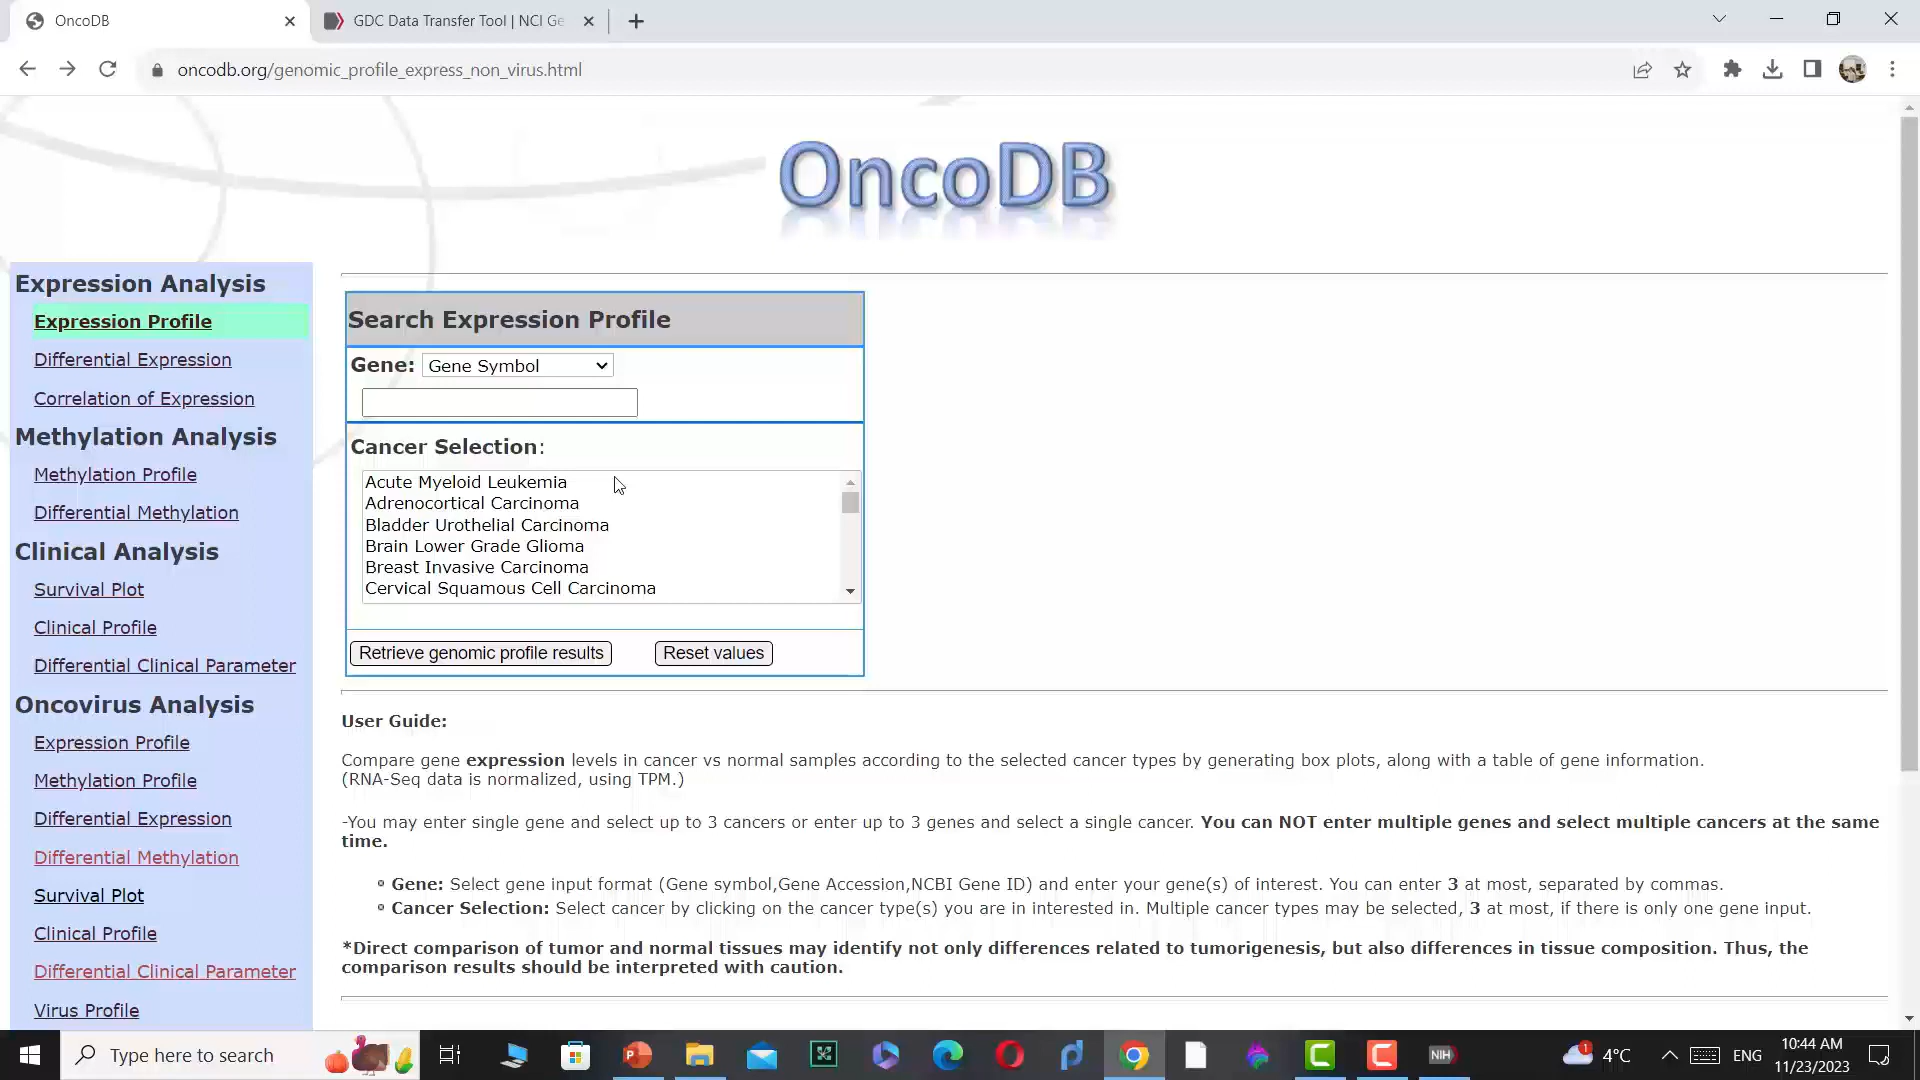 OncoDB
GDC Data Transfer Tool | NCI Ge
oncodb.org/genomic_profile_express_non_virus.html
OncoDB
Expression Analysis
Expression Profile
Differential Expression
Correlation of Expression
Methylation Analysis
Methylation Profile
Differential Methylation
Clinical Analysis
Survival Plot
Clinical Profile
Differential Clinical Parameter
Oncovirus Analysis
Expression Profile
Methylation Profile
Differential Expression
Differential Methylation
Survival Plot
Clinical Profile
Differential Clinical Parameter
Virus Profile
Search Expression Profile
Gene: Gene Symbol
Cancer Selection:
Acute Myeloid Leukemia
Adrenocortical Carcinoma
Bladder Urothelial Carcinoma
Brain Lower Grade Glioma
Breast Invasive Carcinoma
Cervical Squamous Cell Carcinoma
Retrieve genomic profile results Reset values
User Guide:
Compare gene expression levels in cancer vs normal samples according to the selected cancer types by generating box plots, along with a table of gene information.
(RNA-Seq data is normalized, using TPM.)
-You may enter single gene and select up to 3 cancers or enter up to 3 genes and select a single cancer. You can NOT enter multiple genes and select multiple cancers at the same
time.
Gene: Select gene input format (Gene symbol,Gene Accession,NCBI Gene ID) and enter your gene(s) of interest. You can enter 3 at most, separated by commas.
Cancer Selection: Select cancer by clicking on the cancer type(s) you are in interested in. Multiple cancer types may be selected, 3 at most, if there is only one gene input.
*Direct comparison of tumor and normal tissues may identify not only differences related to tumorigenesis, but also differences in tissue composition. Thus, the
comparison results should be interpreted with caution.
Type here to search
NIH
1
4°C
ENG
10:44 AM
11/23/2023